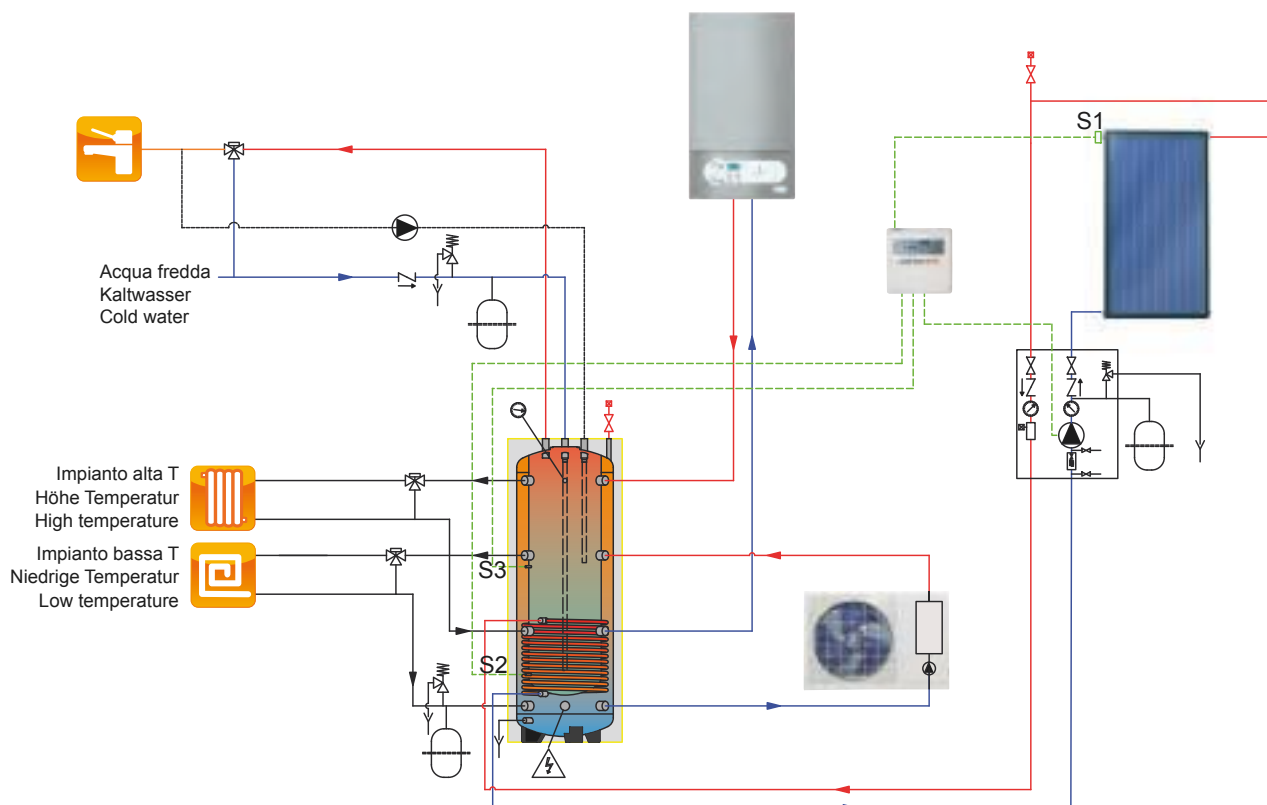 S1
Acqua fredda
Kaltwasser
Cold water
Impianto alta T
Höhe Temperatur
High temperature
Impianto bassa T
Niedrige Temperatur
Low temperature
S3
S2